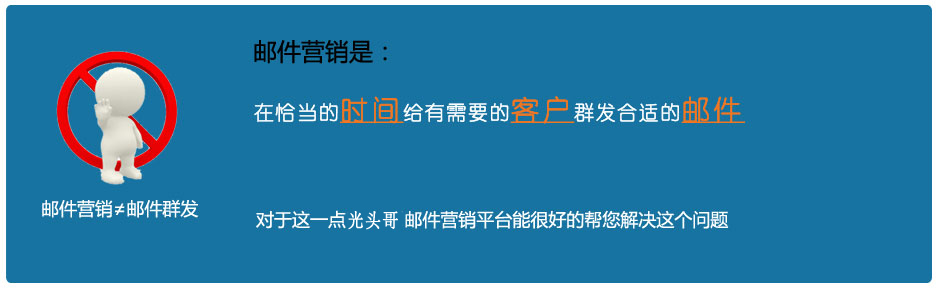 邮件营销是：
在恰当的时间给有需要的客户群发合适的邮件
邮件营销≠邮件群发
对于这一点光头哥 邮件营销平台能很好的帮您解决这个问题